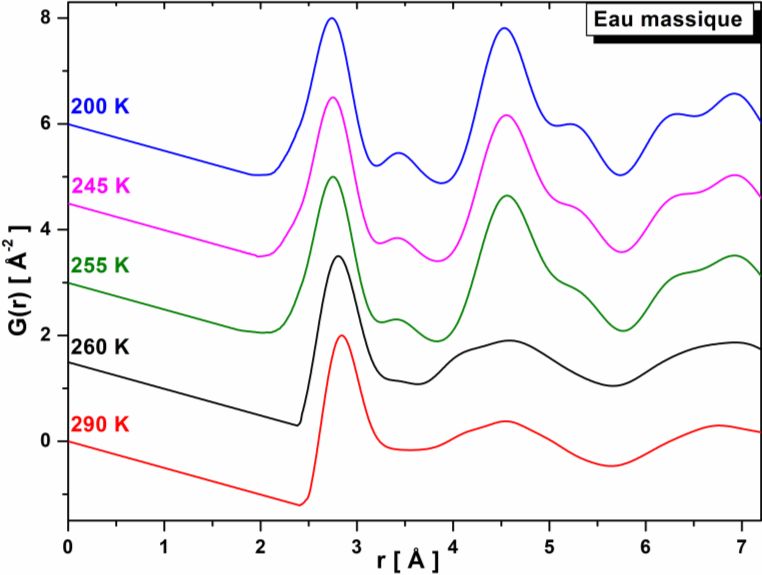 Eau massique
8
6
4
2
0
G(r) [ Å⁻² ]
200 K
245 K
255 K
260 K
290 K
0 1 2 3 4 5 6 7
r [ Å ]